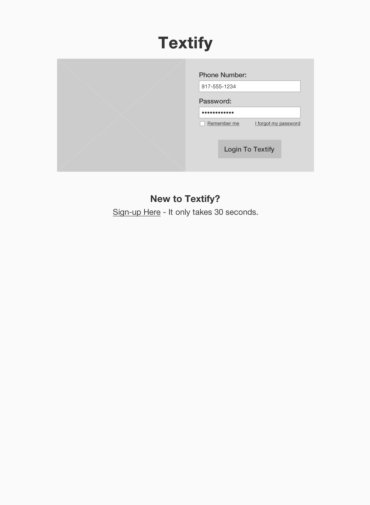 Textify
Phone Number:
817-555-1234
Password:
••••••••••••
Remember me
I forgot my password
Login To Textify
New to Textify?
Sign-up Here - It only takes 30 seconds.